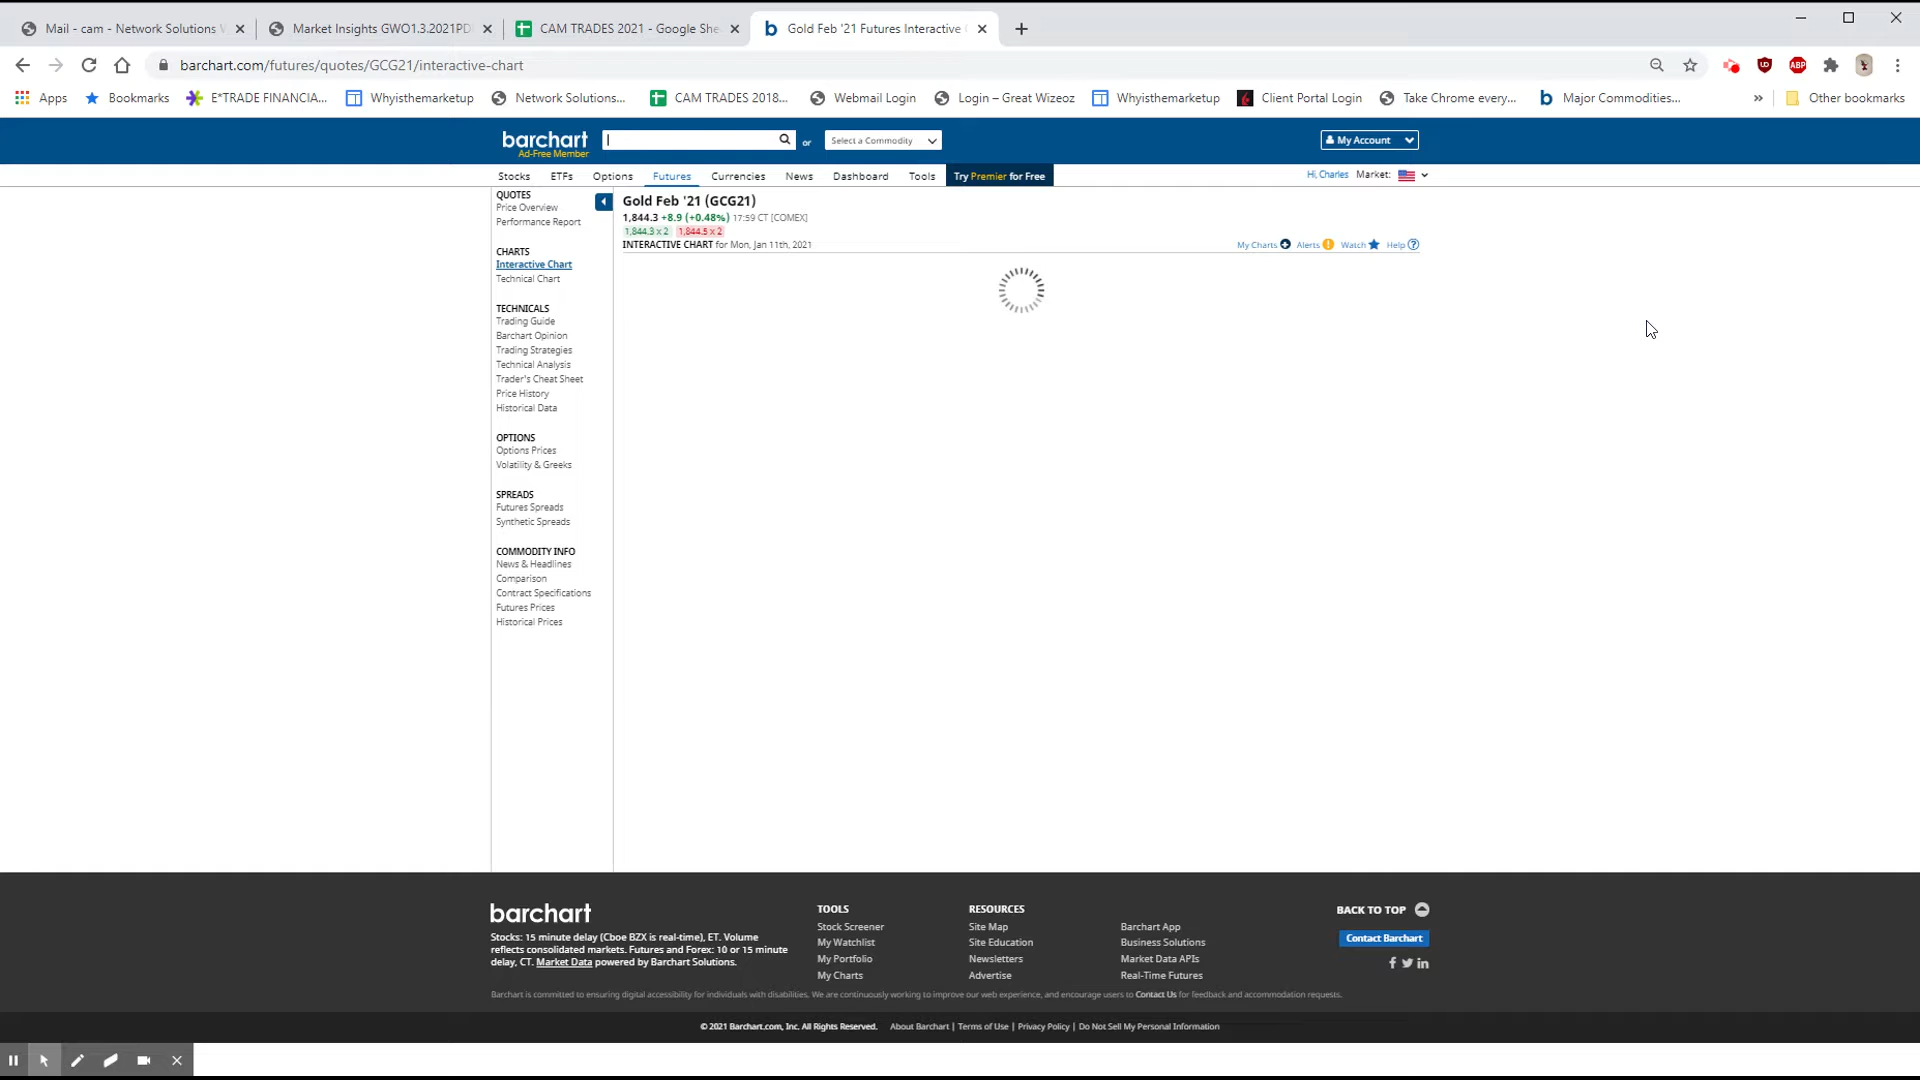 Mail - cam - Network Solutions
Market Insights GWO1.3.2021PD
CAM TRADES 2021 - Google She
b Gold Feb '21 Futures Interactive
barchart.com/futures/quotes/GCG21/interactive-chart
UO
ABP
Apps
Bookmarks
E*TRADE FINANCIA...
Whyisthemarketup
Network Solutions...
CAM TRADES 2018...
Webmail Login
Login – Great Wizeoz
Whyisthemarketup
Client Portal Login
Take Chrome every...
b Major Commodities...
» Other bookmarks
barchart
Ad-Free Member
or
Select a Commodity
My Account
Stocks
ETFs
Options
Futures
Currencies
News
Dashboard
Tools
Try Premier for Free
Hi, Charles
Market:
QUOTES
Price Overview
Performance Report
CHARTS
Interactive Chart
Technical Chart
TECHNICALS
Trading Guide
Barchart Opinion
Trading Strategies
Technical Analysis
Trader's Cheat Sheet
Price History
Historical Data
OPTIONS
Options Prices
Volatility & Greeks
SPREADS
Futures Spreads
Synthetic Spreads
COMMODITY INFO
News & Headlines
Comparison
Contract Specifications
Futures Prices
Historical Prices
Gold Feb '21 (GCG21)
1,844.3 +8.9 (+0.48%) 17:59 CT [COMEX]
1,844.3 x 2 1,844.5 x 2
INTERACTIVE CHART for Mon, Jan 11th, 2021
My Charts
Alerts
Watch
Help ?
barchart
Stocks: 15 minute delay (Cboe BZX is real-time), ET. Volume
reflects consolidated markets. Futures and Forex: 10 or 15 minute
delay, CT. Market Data powered by Barchart Solutions.
TOOLS
Stock Screener
My Watchlist
My Portfolio
My Charts
RESOURCES
Site Map
Site Education
Newsletters
Advertise
Barchart App
Business Solutions
Market Data APIs
Real-Time Futures
BACK TO TOP
Contact Barchart
Barchart is committed to ensuring digital accessibility for individuals with disabilities. We are continuously working to improve our web experience, and encourage users to Contact Us for feedback and accommodation requests.
© 2021 Barchart.com, Inc. All Rights Reserved. About Barchart | Terms of Use | Privacy Policy | Do Not Sell My Personal Information